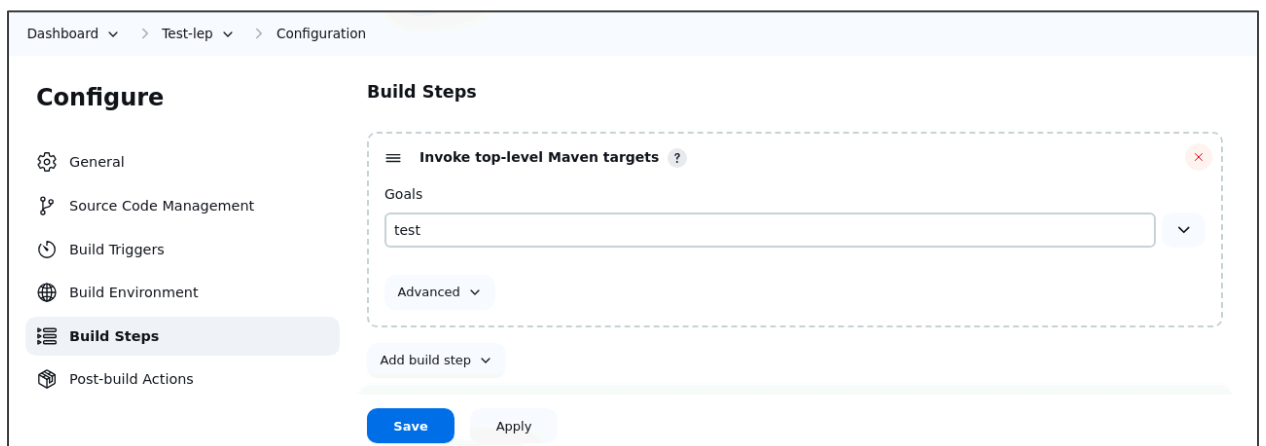 Dashboard > Test-lep > Configuration
Configure
General
Source Code Management
Build Triggers
Build Environment
Build Steps
Post-build Actions
Build Steps
Invoke top-level Maven targets ?
Goals
test
Advanced
Add build step
Save Apply